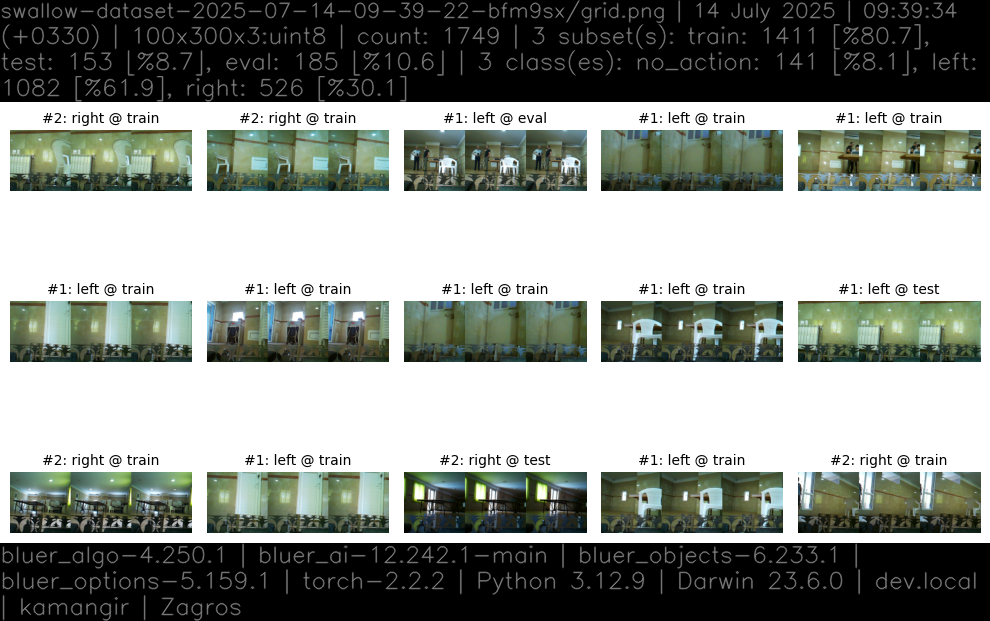 swallow-dataset-2025-07-14-09-39-22-bfm9sx/grid.png | 14 July 2025 | 09:39:34
(+0330) | 100x300x3:uint8 | count: 1749 | 3 subset(s): train: 1411 [%80.7],
test: 153 [%8.7], eval: 185 [%10.6] | 3 class(es): no_action: 141 [%8.1], left:
1082 [%61.9], right: 526 [%30.1]
#2: right @ train
#2: right @ train
#1: left @ eval
#1: left @ train
#1: left @ train
#1: left @ train
#1: left @ train
#1: left @ train
#1: left @ train
#1: left @ test
#2: right @ train
#1: left @ train
#2: right @ test
#1: left @ train
#2: right @ train
bluer_algo-4.250.1 | bluer_ai-12.242.1-main | bluer_objects-6.233.1 |
bluer_options-5.159.1 | torch-2.2.2 | Python 3.12.9 | Darwin 23.6.0 | dev.local
| kamangir | Zagros